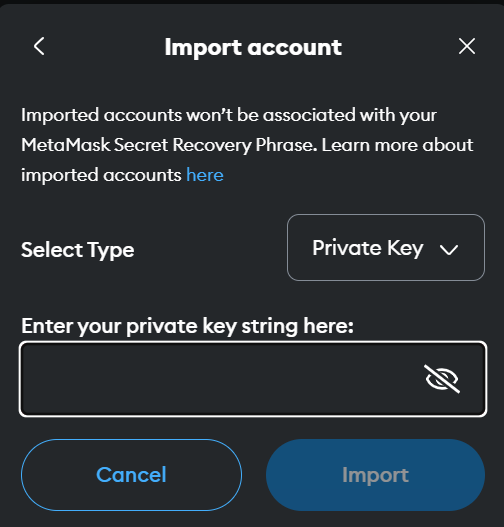 Import account
Imported accounts won't be associated with your
MetaMask Secret Recovery Phrase. Learn more about
imported accounts here
Select Type
Private Key
Enter your private key string here:
Cancel
Import